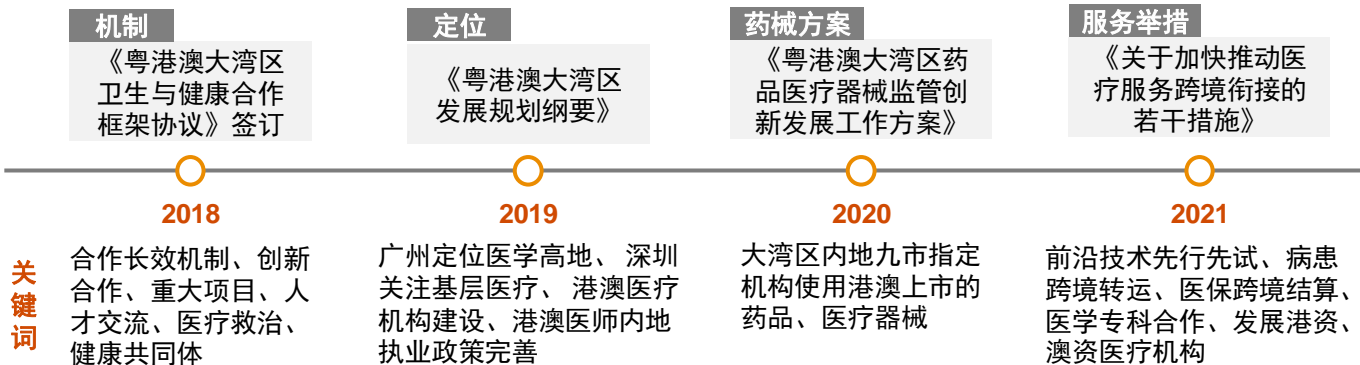 机制
《粤港澳大湾区
卫生与健康合作
框架协议》签订
定位
《粤港澳大湾区
发展规划纲要》
药械方案
《粤港澳大湾区药
品医疗器械监管创
新发展工作方案》
服务举措
《关于加快推动医
疗服务跨境衔接的
若干措施》
2018
2019
2020
2021
关
键
词
合作长效机制、创新
合作、重大项目、人
才交流、医疗救治、
健康共同体
广州定位医学高地、 深圳
关注基层医疗、 港澳医疗
机构建设、港澳医师内地
执业政策完善
大湾区内地九市指定
机构使用港澳上市的
药品、医疗器械
前沿技术先行先试、病患
跨境转运、医保跨境结算、
医学专科合作、发展港资、
澳资医疗机构